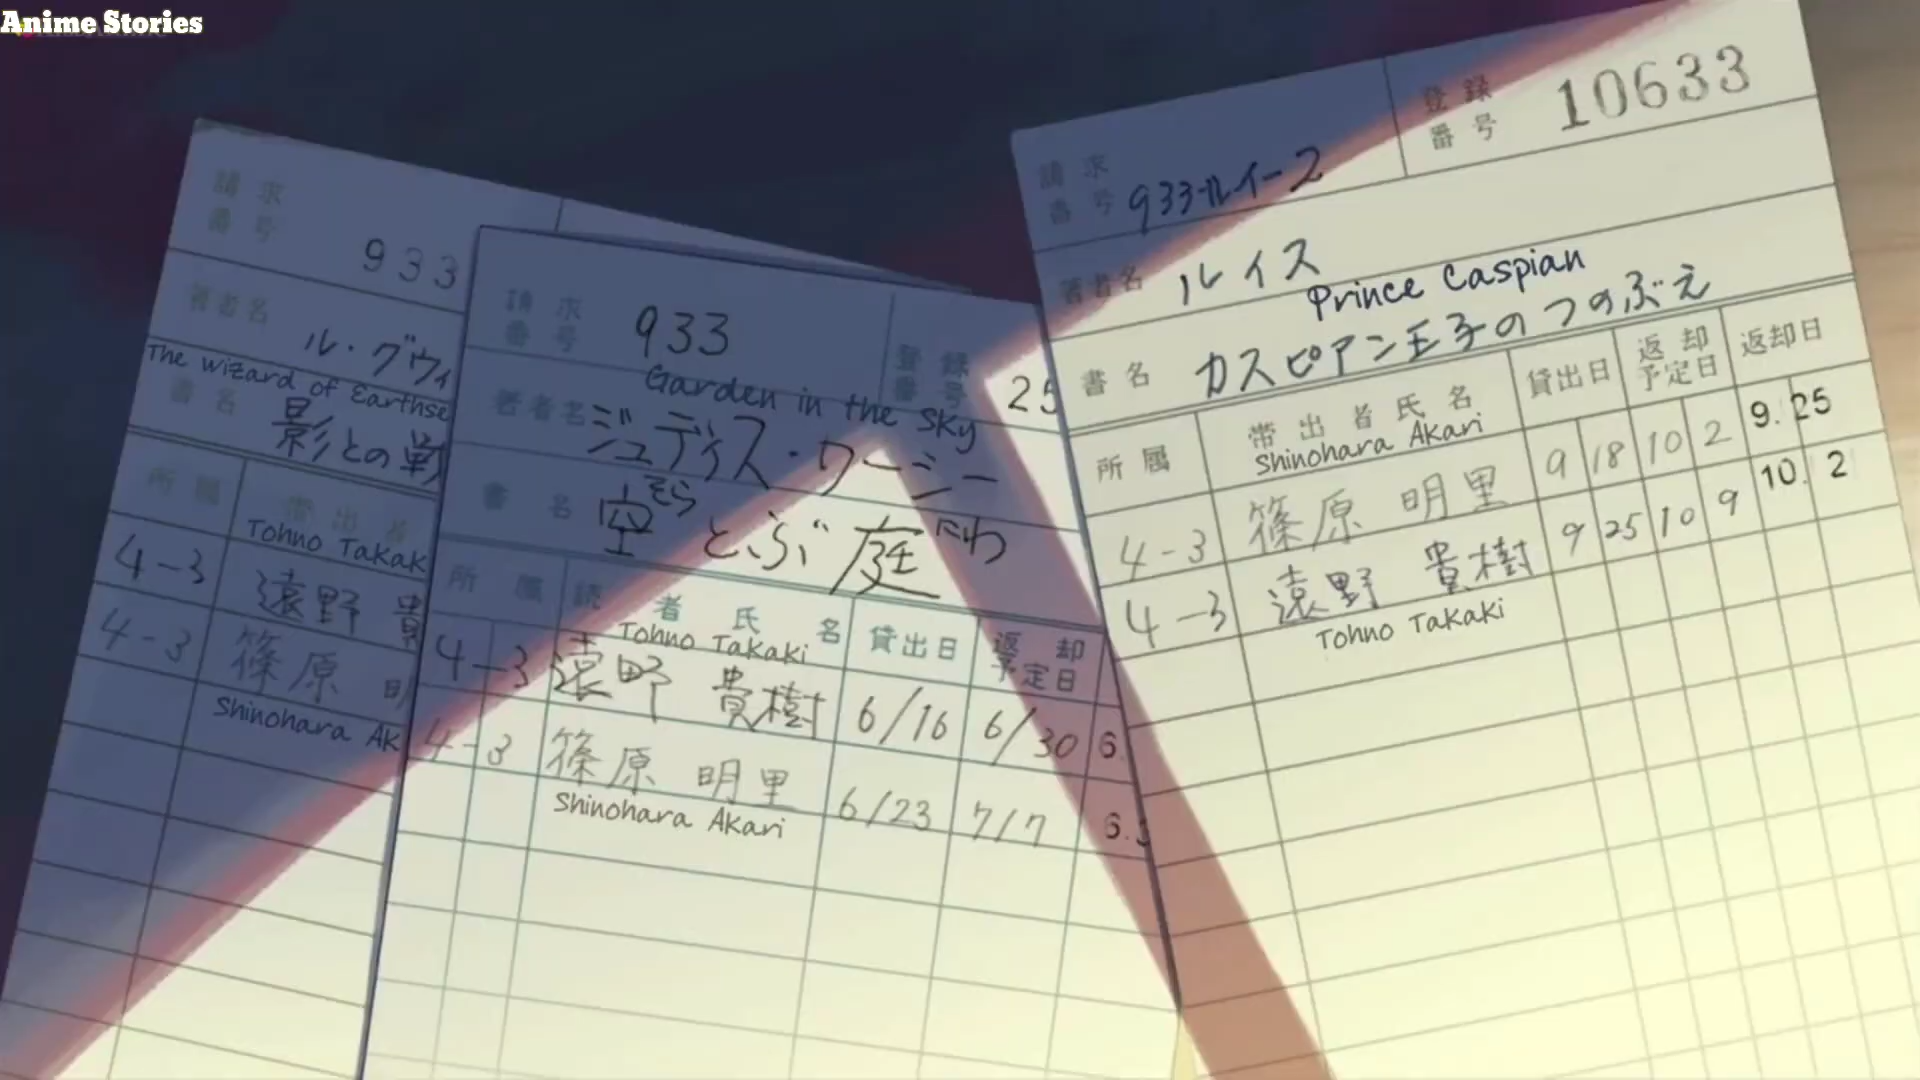 Anime Stories
請求
番号
933
著者名
ル・グウィ
The wizard of Earthse
書名
影との戦
所属
帯出者
Tohno Takak
4-3
遠野 貴
4-3
篠原 明
Shinohara Ak
請求
番号
933
登録
番号
25
Garden in the Sky
著者名
ジュディス・ワーシー
書名
空とぶ庭
そら
にわ
所属
読者氏名
貸出日
返却
予定日
Tohno Takaki
4-3
遠野 貴樹
6/16
6/30
6.
4-3
篠原 明里
6/23
7/7
6.3
Shinohara Akari
請求
番号
933-ルイ-2
登録
番号
10633
著者名
ルイス
Prince Caspian
書名
カスピアン王子のつのぶえ
所属
帯出者氏名
貸出日
返却
予定日
返却日
Shinohara Akari
4-3
篠原 明里
9 18 10 2 9.25
4-3
遠野 貴樹
9 25 10 9 10. 2
Tohno Takaki